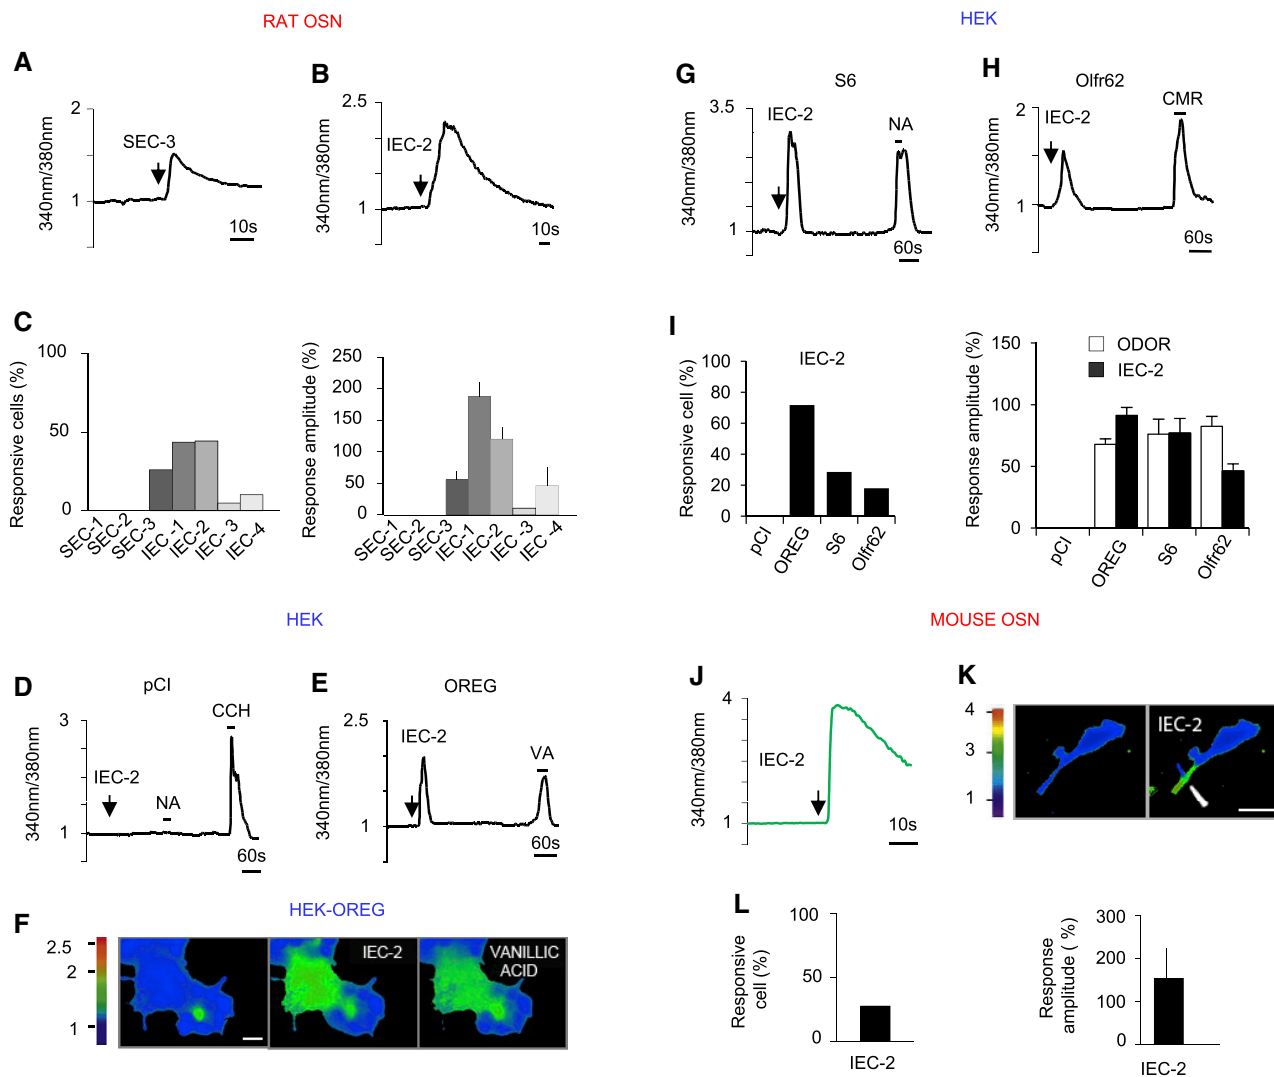 RAT OSN
A
2
1
340nm/380nm
SEC-3
10s
B
2.5
1
340nm/380nm
IEC-2
10s
C
100
50
0
Responsive cells (%)
SEC-1
SEC-2
SEC-3
IEC -1
IEC-2
IEC- 3
IEC-4
250
200
150
100
50
0
Response amplitude (%)
SEC-1
SEC-2
SEC-3
IEC-1
IEC-2
IEC-3
IEC -4
HEK
D
pCI
3
1
340nm/380nm
IEC-2
NA
CCH
60s
E
OREG
2.5
1
340nm/380nm
IEC-2
VA
60s
HEK-OREG
F
2.5
2
1
IEC-2
VANILLIC
ACID
HEK
G
S6
3.5
1
340nm/380nm
IEC-2
NA
60s
H
Olfr62
2
1
340nm/380nm
IEC-2
CMR
60s
I
IEC-2
100
80
60
40
20
0
Responsive cell (%)
pCI
OREG
S6
Olfr62
150
100
50
0
Response amplitude (%)
ODOR
IEC-2
pCI
OREG
S6
Olfr62
MOUSE OSN
J
4
1
340nm/380nm
IEC-2
10s
K
4
3
1
IEC-2
L
100
50
0
Responsive
cell (%)
IEC-2
300
200
100
0
Response
amplitude ( %)
IEC-2